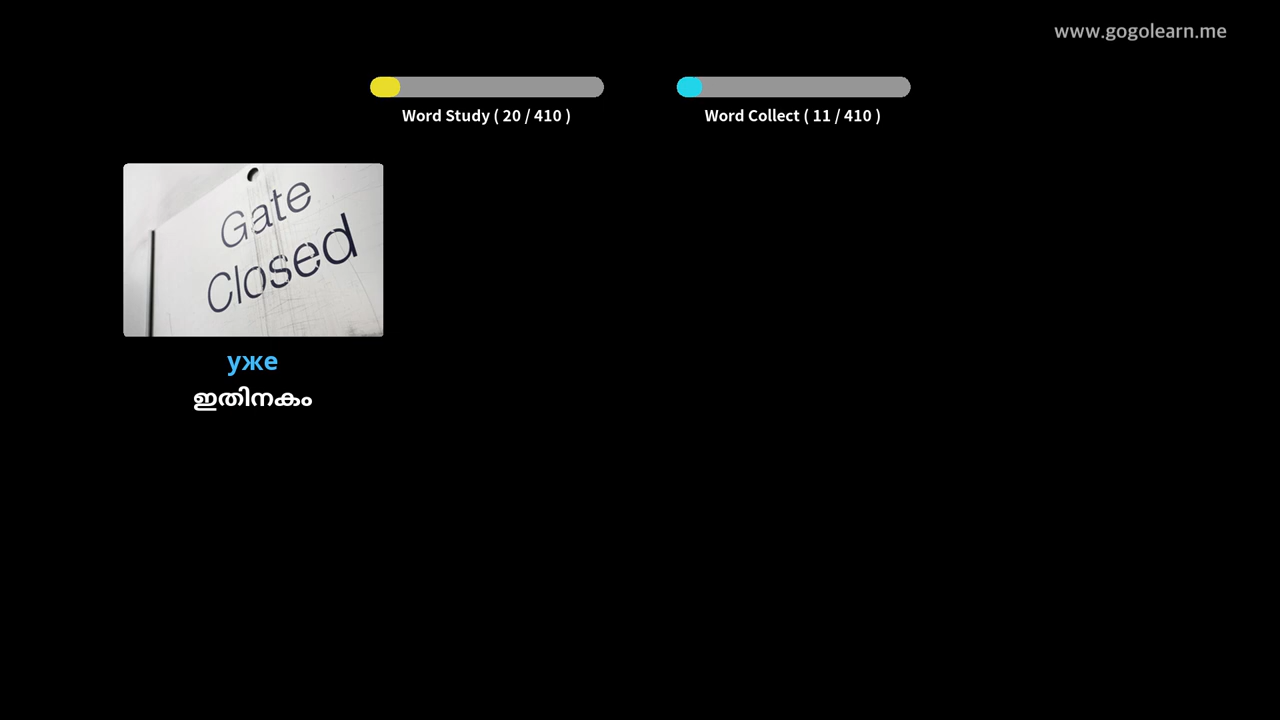 www.gogolearn.me
Word Study ( 20 / 410 )
Word Collect ( 11 / 410 )
Gate
Closed
уже
ഇതിനകം